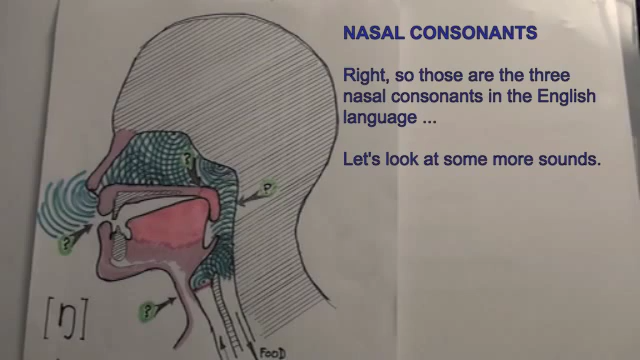 NASAL CONSONANTS
Right, so those are the three
nasal consonants in the English
language ...
Let's look at some more sounds.
?
?
?
?
[ŋ]
FOOD